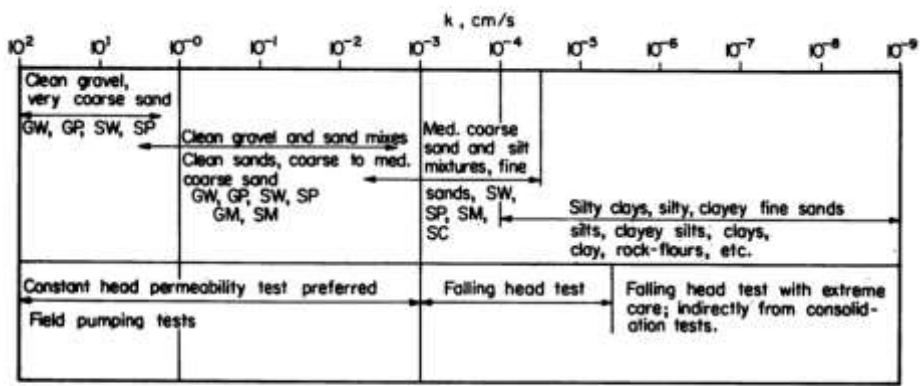 k, cm/s
10² 10¹ 10⁻⁰ 10⁻¹ 10⁻² 10⁻³ 10⁻⁴ 10⁻⁵ 10⁻⁶ 10⁻⁷ 10⁻⁸ 10⁻⁹
Clean gravel,
very coarse sand
GW, GP, SW, SP
Clean gravel and sand mixes
Clean sands, coarse to med.
coarse sand
GW, GP, SW, SP
GM, SM
Med. coarse
sand and silt
mixtures, fine
sands, SW,
SP, SM,
SC
Silty clays, silty, clayey fine sands
silts, clayey silts, clays,
clay, rock-flours, etc.
Constant head permeability test preferred
Field pumping tests
Falling head test
Falling head test with extreme
care; indirectly from consolid-
ation tests.